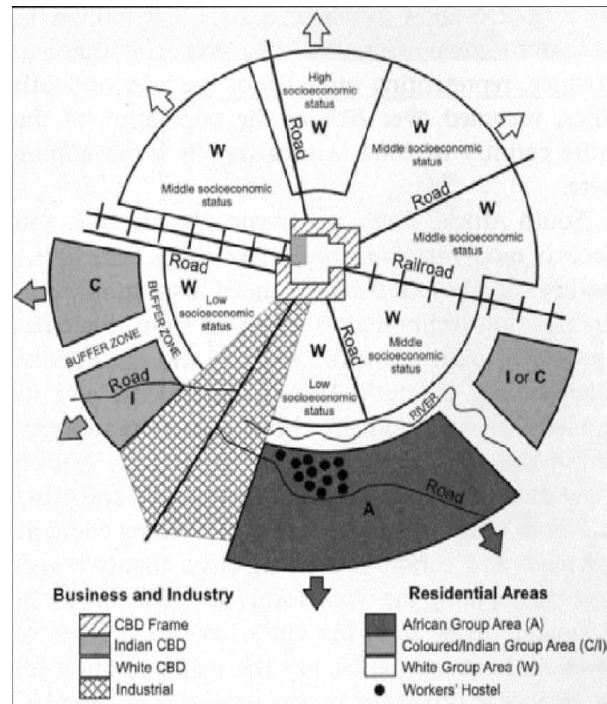 High
socioeconomic
status
W
Road
W
Middle socioeconomic
status
W
Middle socioeconomic
status
Road
W
Middle socioeconomic
status
Road
Railroad
W
Low
socioeconomic
status
C
BUFFER ZONE
BUFFER ZONE
Road
I
W
Middle
socioeconomic
status
Road
W
Low
socioeconomic
status
I or C
RIVER
A
Road
Business and Industry
CBD Frame
Indian CBD
White CBD
Industrial
Residential Areas
African Group Area (A)
Coloured/Indian Group Area (C/I)
White Group Area (W)
Workers' Hostel